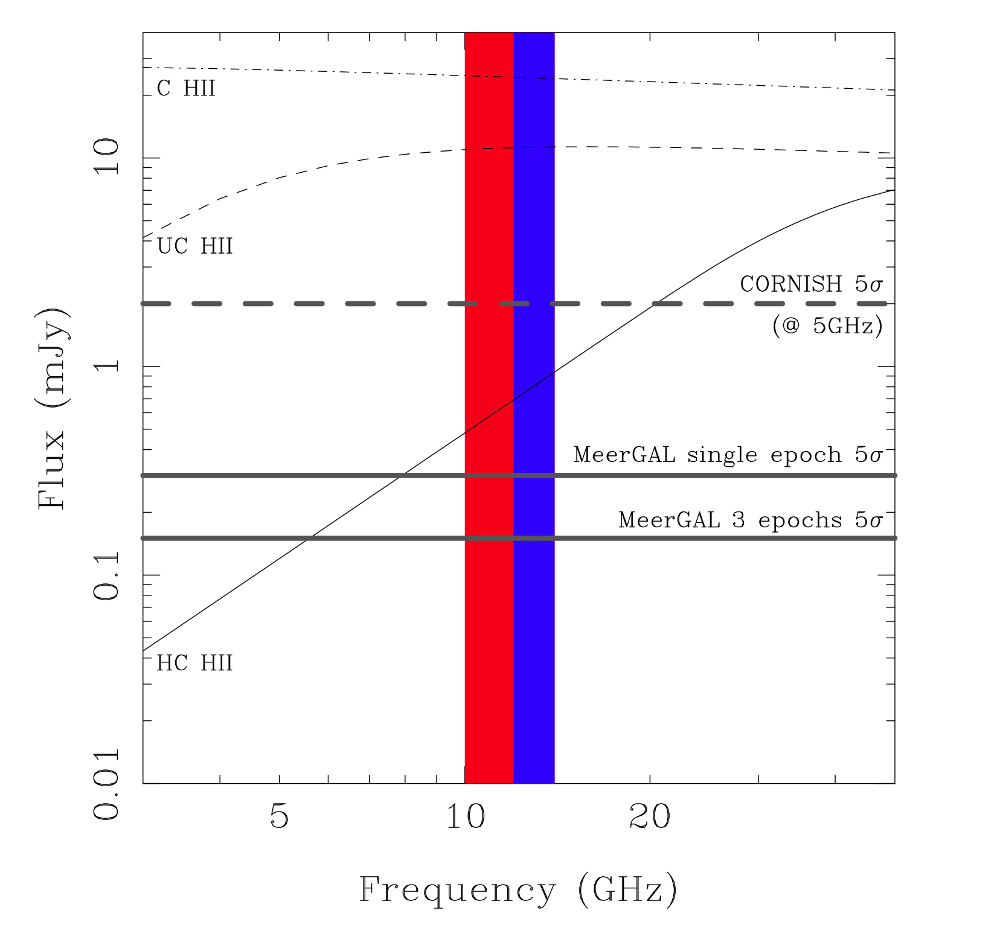 C HII
UC HII
CORNISH 5σ
(@ 5GHz)
MeerGAL single epoch 5σ
MeerGAL 3 epochs 5σ
HC HII
Flux (mJy)
10
1
0.1
0.01
5 10 20
Frequency (GHz)